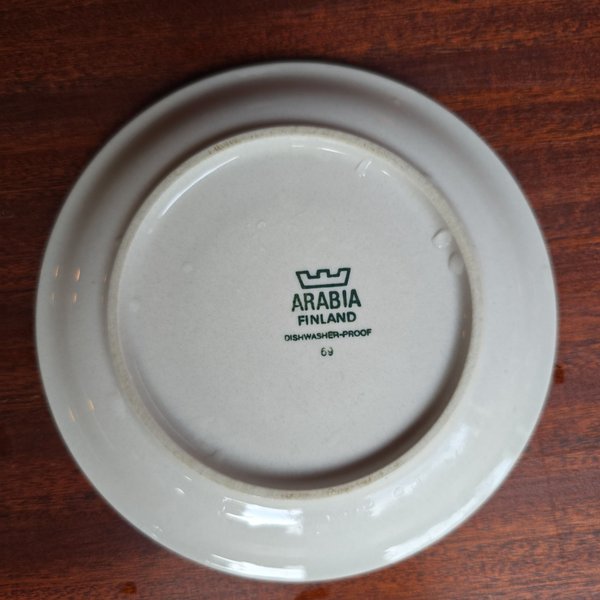 ARABIA
FINLAND
DISHWASHER-PROOF
69